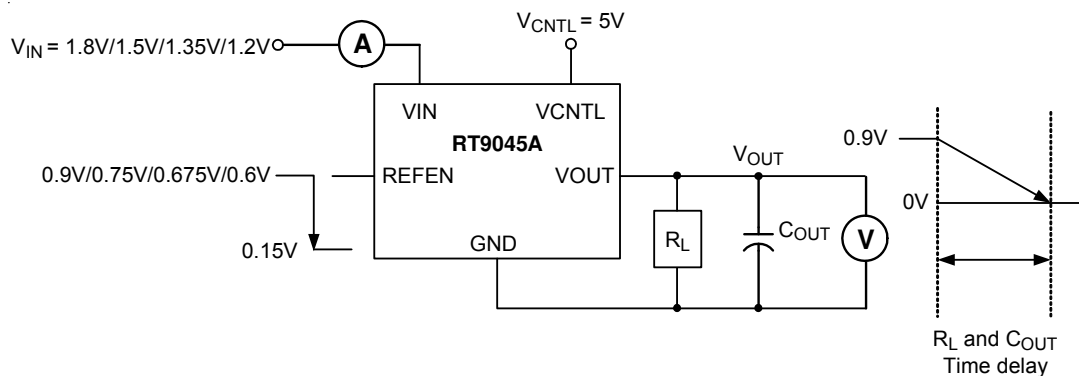 V_CNTL = 5V
V_IN = 1.8V/1.5V/1.35V/1.2V
A
VIN
VCNTL
RT9045A
0.9V/0.75V/0.675V/0.6V
REFEN
VOUT
V_OUT
0.9V
0V
0.15V
GND
R_L
C_OUT
V
R_L and C_OUT
Time delay